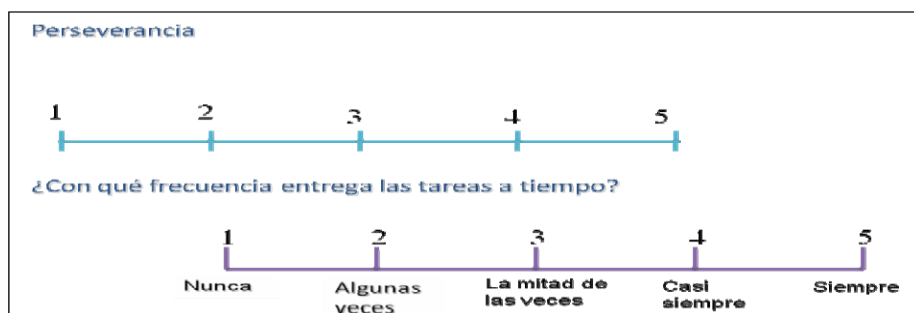 Perseverancia
1 2 3 4 5
¿Con qué frecuencia entrega las tareas a tiempo?
1 2 3 4 5
Nunca Algunas veces La mitad de las veces Casi siempre Siempre